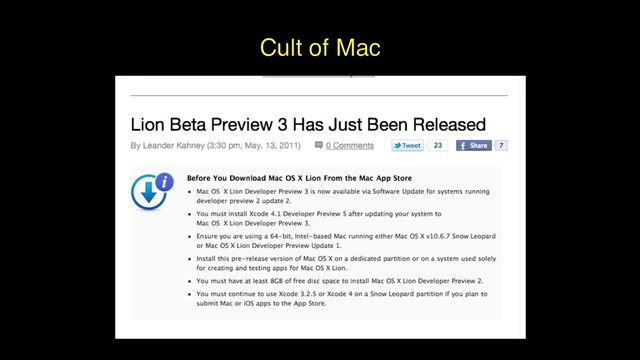 Cult of Mac
Lion Beta Preview 3 Has Just Been Released
By Leander Kahney (3:30 pm, May. 13, 2011) 0 Comments Tweet 23 Share 7
Before You Download Mac OS X Lion From the Mac App Store
• Mac OS X Lion Developer Preview 3 is now available via Software Update for systems running
developer preview 2 update 2.
• You must install Xcode 4.1 Developer Preview 5 after updating your system to
Mac OS X Lion Developer Preview 3.
• Ensure you are using a 64-bit, Intel-based Mac running either Mac OS X v10.6.7 Snow Leopard
or Mac OS X Lion Developer Preview Update 1.
• Install this pre-release version of Mac OS X on a dedicated partition or on a system used solely
for creating and testing apps for Mac OS X Lion.
• You must have at least 8GB of free disc space to install Mac OS X Lion Developer Preview 2.
• You must continue to use Xcode 3.2.5 or Xcode 4 on a Snow Leopard partition if you plan to
submit Mac or iOS apps to the App Store.